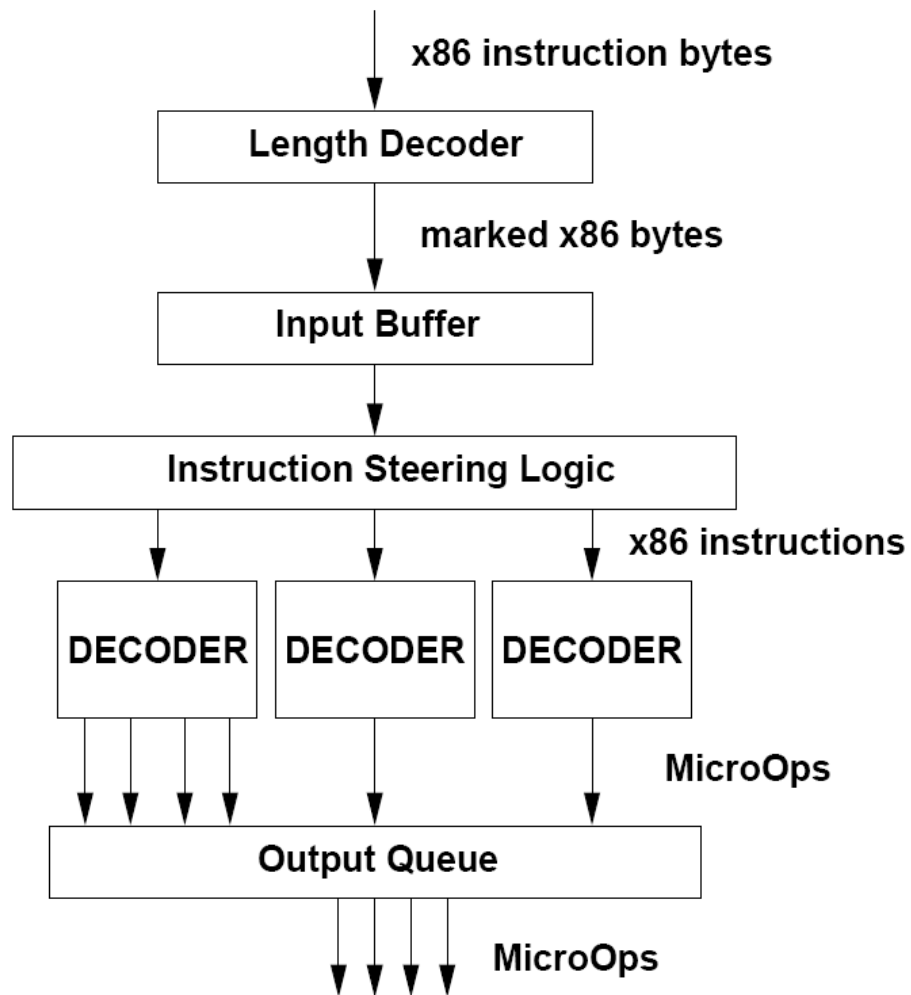 x86 instruction bytes
Length Decoder
marked x86 bytes
Input Buffer
Instruction Steering Logic
x86 instructions
DECODER
DECODER
DECODER
MicroOps
Output Queue
MicroOps